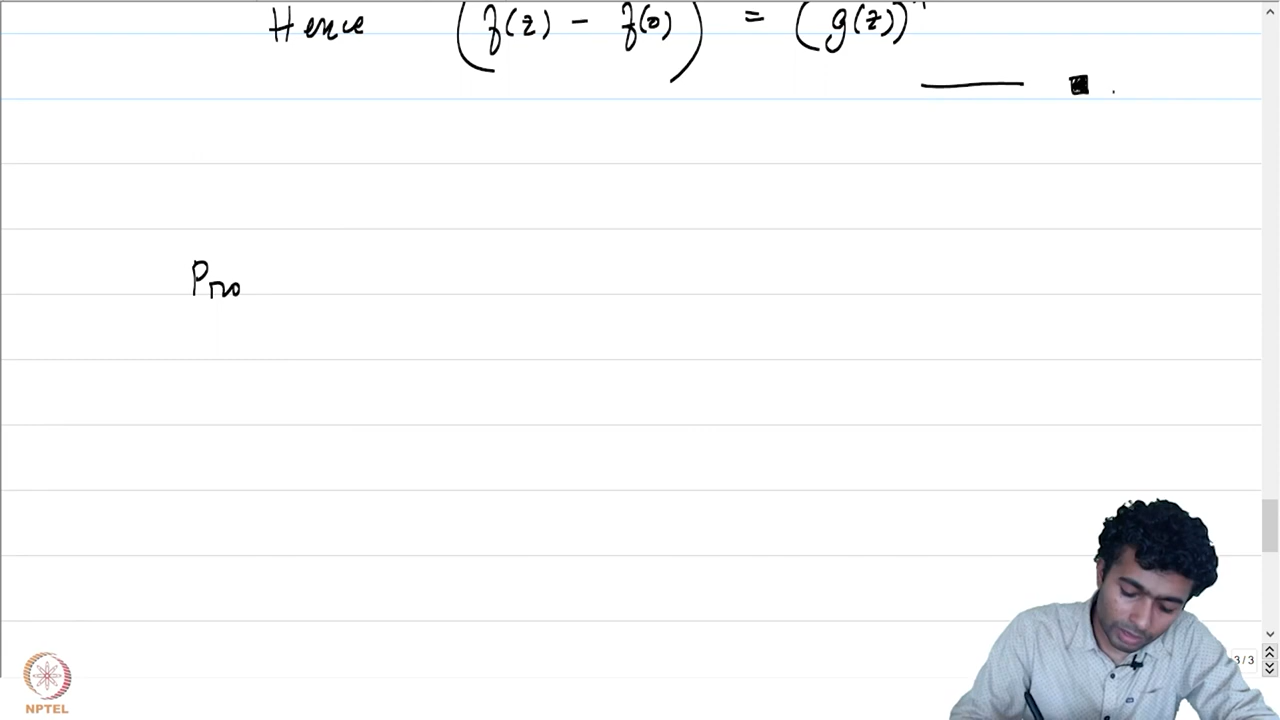 Hence (f(z) - f(0)) = (g(z))
Pro
3/3
NPTEL